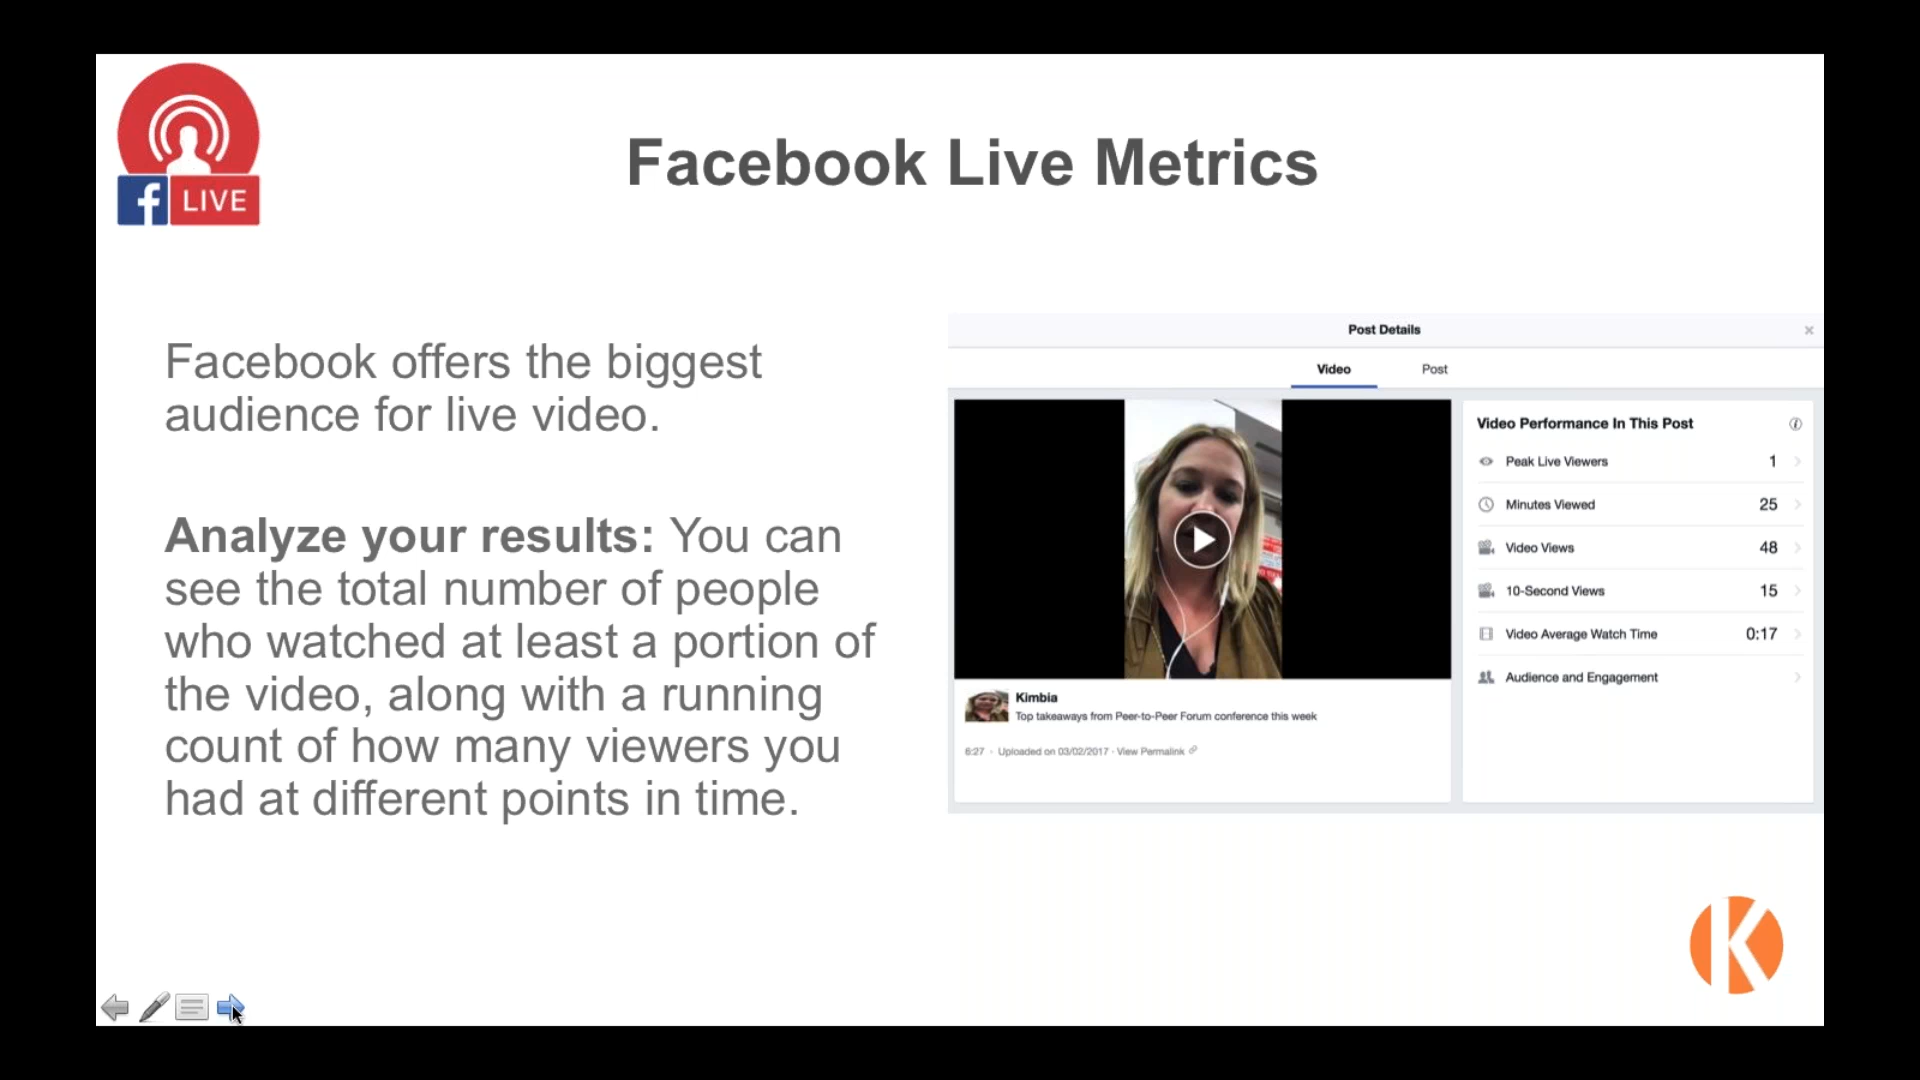 f LIVE
Facebook Live Metrics
Facebook offers the biggest
audience for live video.
Analyze your results: You can
see the total number of people
who watched at least a portion of
the video, along with a running
count of how many viewers you
had at different points in time.
Post Details
Video Post
Video Performance In This Post
Peak Live Viewers 1
Minutes Viewed 25
Video Views 48
10-Second Views 15
Video Average Watch Time 0:17
Audience and Engagement
Kimbia
Top takeaways from Peer-to-Peer Forum conference this week
6:27 · Uploaded on 03/02/2017 · View Permalink
K